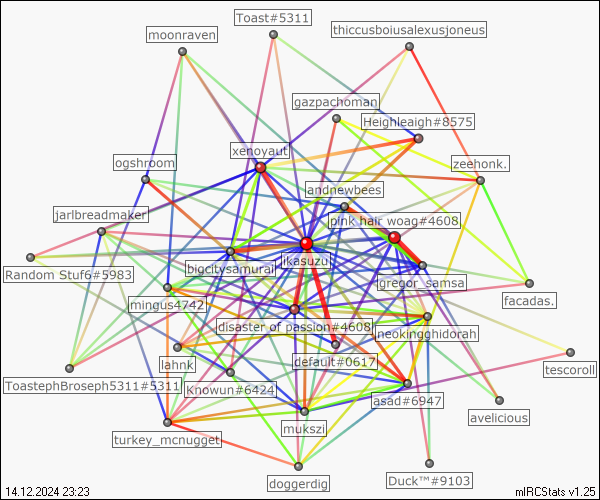 Toast#5311
thiccusboiusalexusjoneus
moonraven
gazpachoman
Heighleaigh#8575
xenoyaut
ogshroom
zeehonk.
andnewbees
jarlbreadmaker
pink hair woag#4608
ikasuzu
bigcitysamurai
Random Stuf6#5983
gregor_samsa
mingus4742
facadas.
disaster of passion#4608
neokingghidorah
default#0617
lahnk
tescoroll
ToastephBroseph5311#5311
Knowun#6424
asad#6947
avelicious
mukszi
turkey_mcnugget
doggerdig
Duck™#9103
14.12.2024 23:23
mIRCStats v1.25